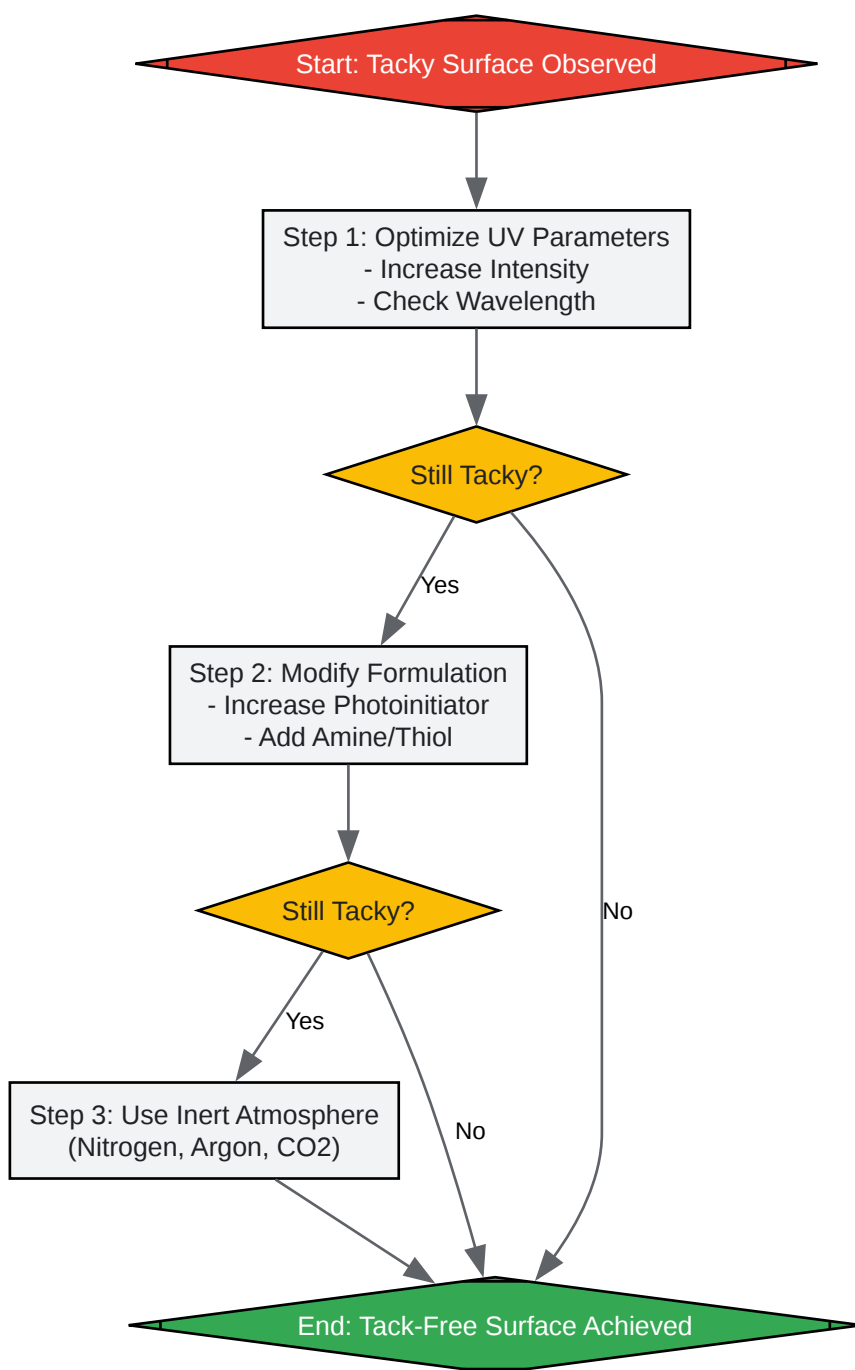 Start: Tacky Surface Observed
Step 1: Optimize UV Parameters
- Increase Intensity
- Check Wavelength
Still Tacky?
Yes
Step 2: Modify Formulation
- Increase Photoinitiator
- Add Amine/Thiol
Still Tacky?
No
Yes
Step 3: Use Inert Atmosphere
(Nitrogen, Argon, CO2)
No
End: Tack-Free Surface Achieved